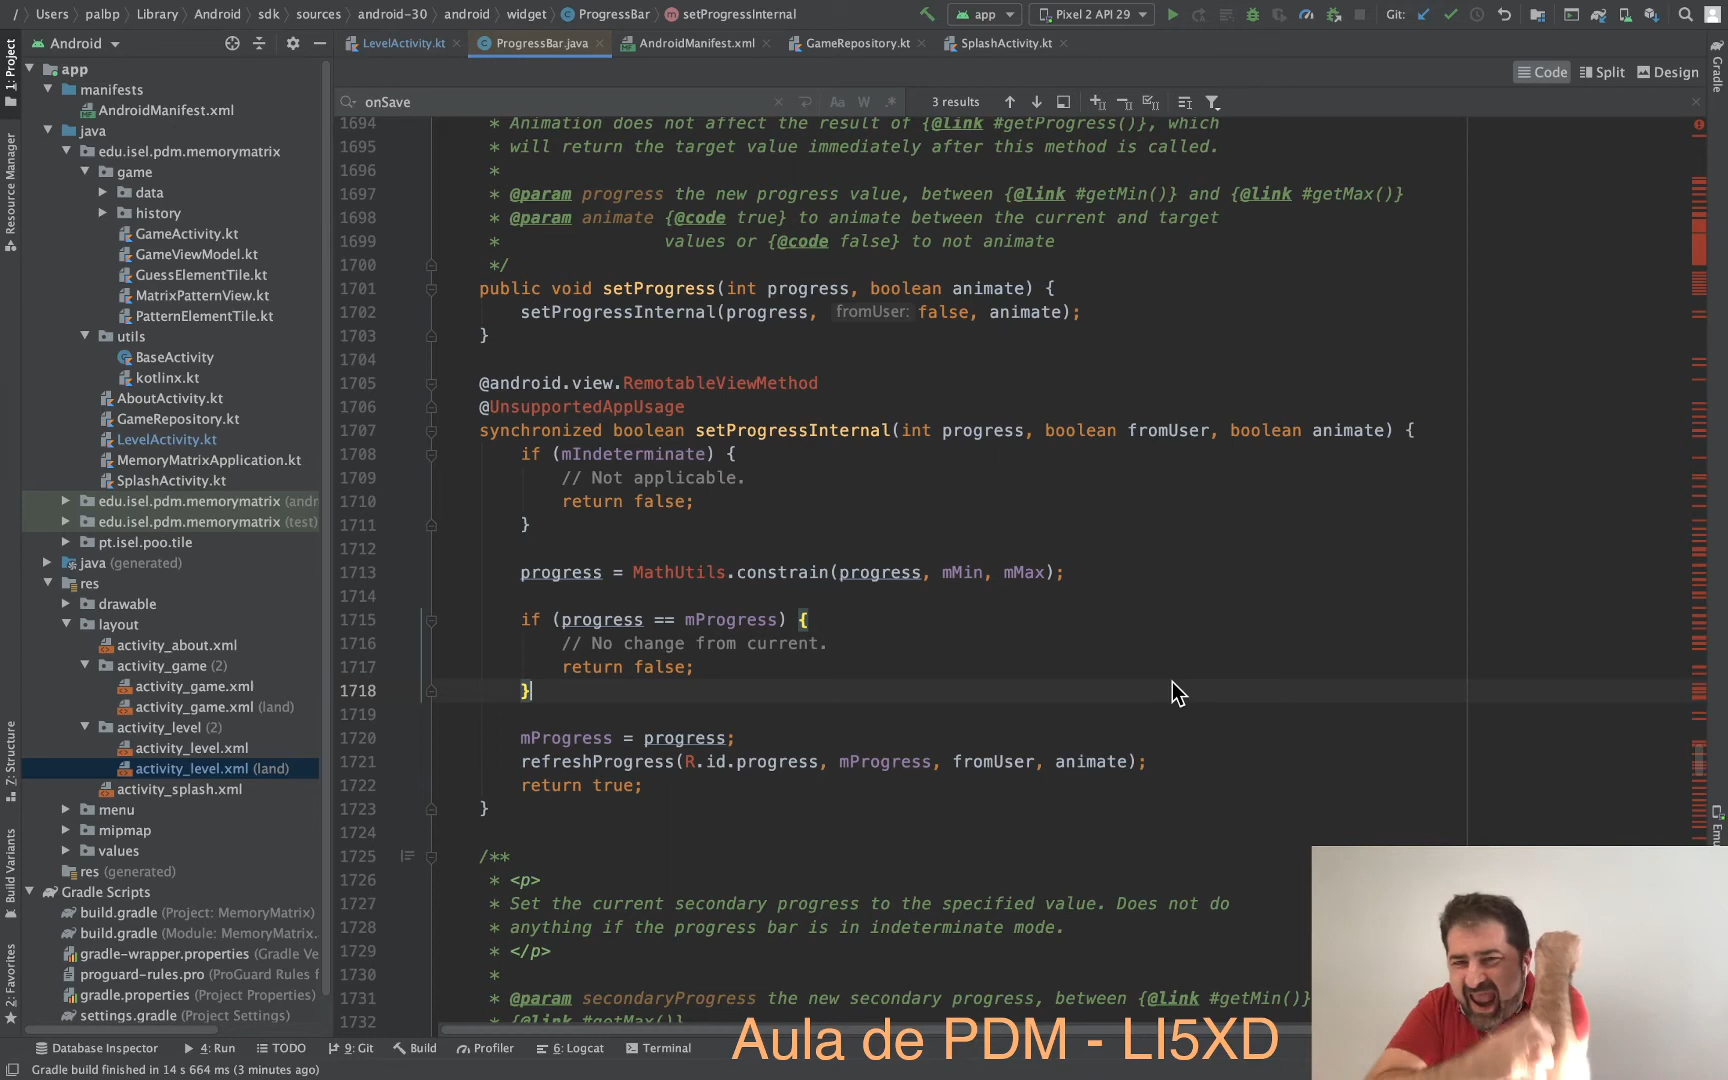 / Users palbp Library Android sdk sources android-30 android widget ProgressBar setProgressInternal
app Pixel 2 API 29 Git:
Android
LevelActivity.kt ProgressBar.java AndroidManifest.xml GameRepository.kt SplashActivity.kt
Code Split Design
onSave Aa W .* 3 results
1: Project
Resource Manager
Z: Structure
Build Variants
2: Favorites
Gradle
Emu
app
manifests
AndroidManifest.xml
java
edu.isel.pdm.memorymatrix
game
data
history
GameActivity.kt
GameViewModel.kt
GuessElementTile.kt
MatrixPatternView.kt
PatternElementTile.kt
utils
BaseActivity
kotlinx.kt
AboutActivity.kt
GameRepository.kt
LevelActivity.kt
MemoryMatrixApplication.kt
SplashActivity.kt
edu.isel.pdm.memorymatrix (andr
edu.isel.pdm.memorymatrix (test)
pt.isel.poo.tile
java (generated)
res
drawable
layout
activity_about.xml
activity_game (2)
activity_game.xml
activity_game.xml (land)
activity_level (2)
activity_level.xml
activity_level.xml (land)
activity_splash.xml
menu
mipmap
values
res (generated)
Gradle Scripts
build.gradle (Project: MemoryMatrix)
build.gradle (Module: MemoryMatrix.
gradle-wrapper.properties (Gradle Ve
proguard-rules.pro (ProGuard Rules f
gradle.properties (Project Properties)
settings.gradle (Project Settings)
1694 * Animation does not affect the result of {@link #getProgress()}, which
1695 * will return the target value immediately after this method is called.
1696 *
1697 * @param progress the new progress value, between {@link #getMin()} and {@link #getMax()}
1698 * @param animate {@code true} to animate between the current and target
1699 * values or {@code false} to not animate
1700 */
1701 public void setProgress(int progress, boolean animate) {
1702 setProgressInternal(progress, fromUser: false, animate);
1703 }
1704
1705 @android.view.RemotableViewMethod
1706 @UnsupportedAppUsage
1707 synchronized boolean setProgressInternal(int progress, boolean fromUser, boolean animate) {
1708 if (mIndeterminate) {
1709 // Not applicable.
1710 return false;
1711 }
1712
1713 progress = MathUtils.constrain(progress, mMin, mMax);
1714
1715 if (progress == mProgress) {
1716 // No change from current.
1717 return false;
1718 }
1719
1720 mProgress = progress;
1721 refreshProgress(R.id.progress, mProgress, fromUser, animate);
1722 return true;
1723 }
1724
1725 /**
1726 * <p>
1727 * Set the current secondary progress to the specified value. Does not do
1728 * anything if the progress bar is in indeterminate mode.
1729 * </p>
1730 *
1731 * @param secondaryProgress the new secondary progress, between {@link #getMin()}
1732 * {@link #getMax()}
Aula de PDM - LI5XD
Database Inspector 4: Run TODO 9: Git Build Profiler 6: Logcat Terminal
Gradle build finished in 14 s 664 ms (3 minutes ago)